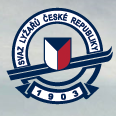 SVAZ LYŽAŘŮ ČESKÉ REPUBLIKY
1903